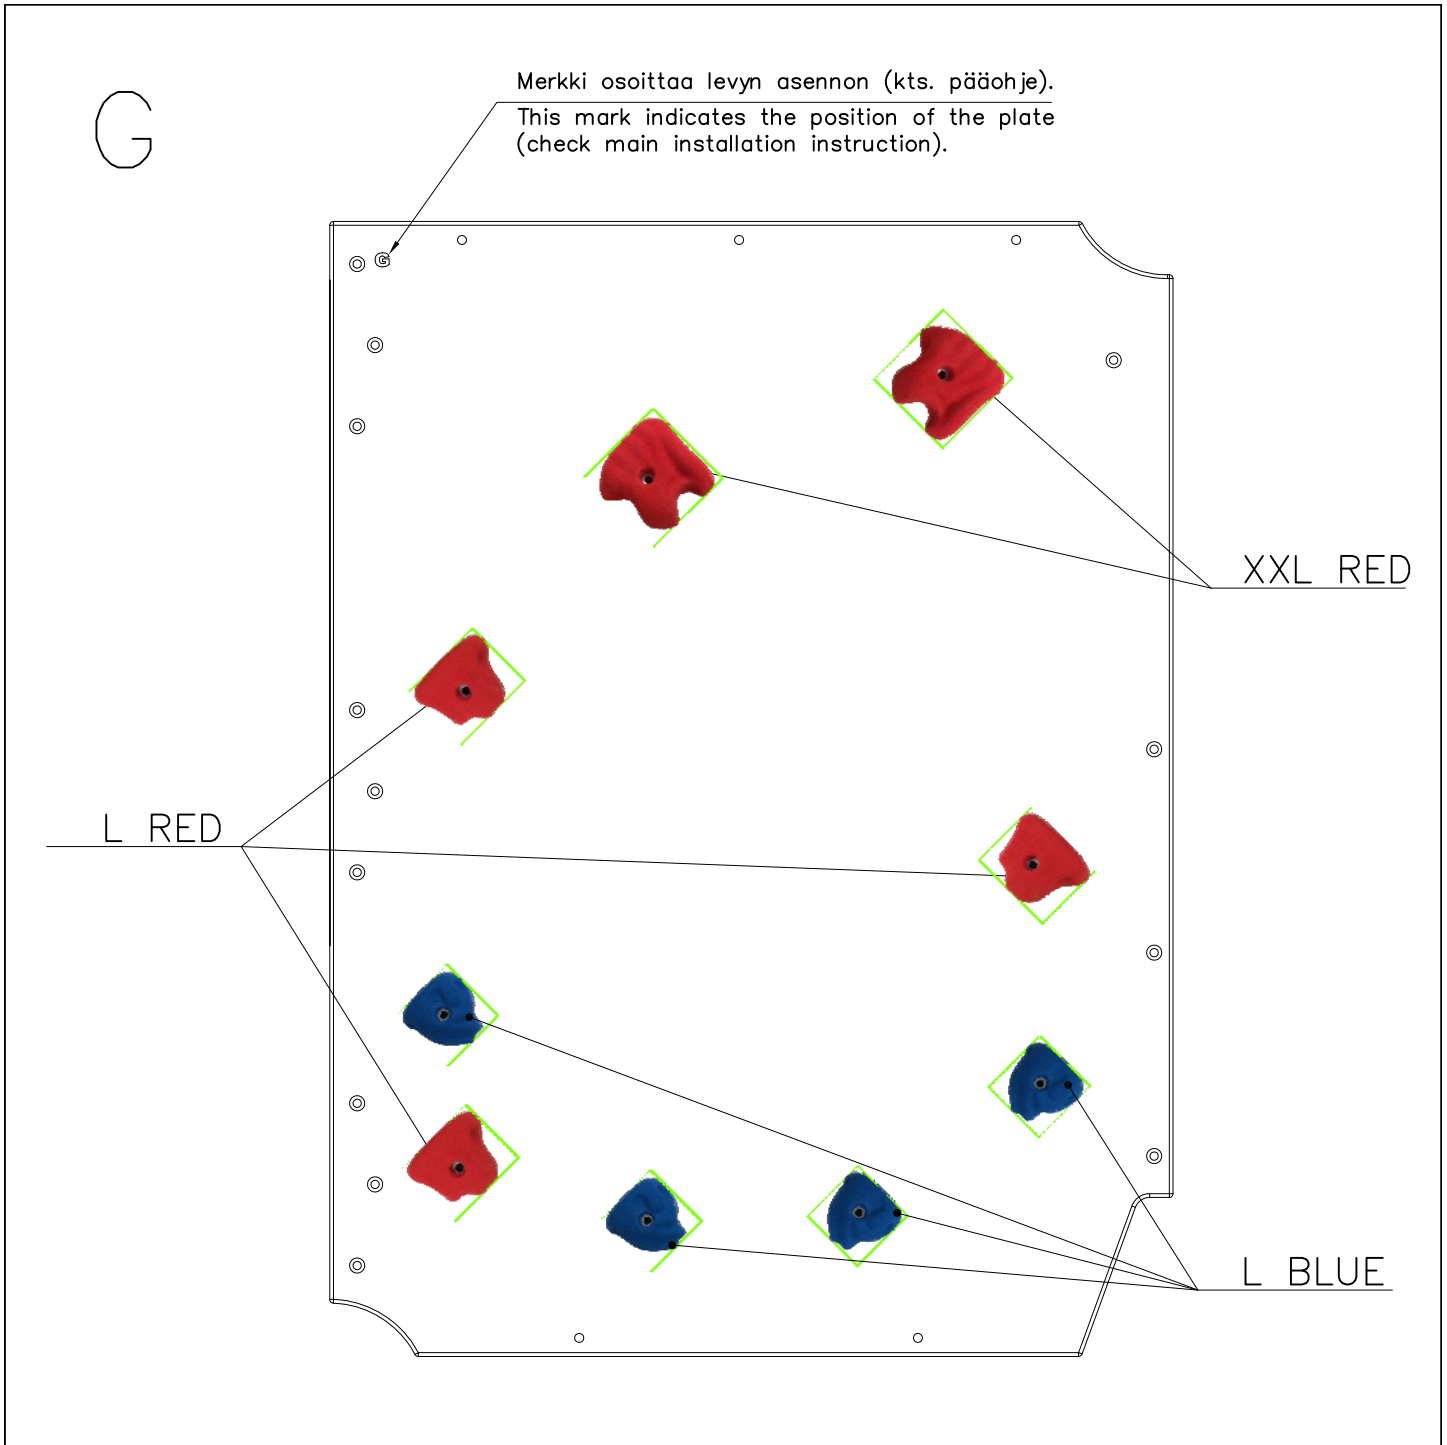 G
Merkki osoittaa levyn asennon (kts. pääohje).
This mark indicates the position of the plate
(check main installation instruction).
G
XXL RED
L RED
L BLUE